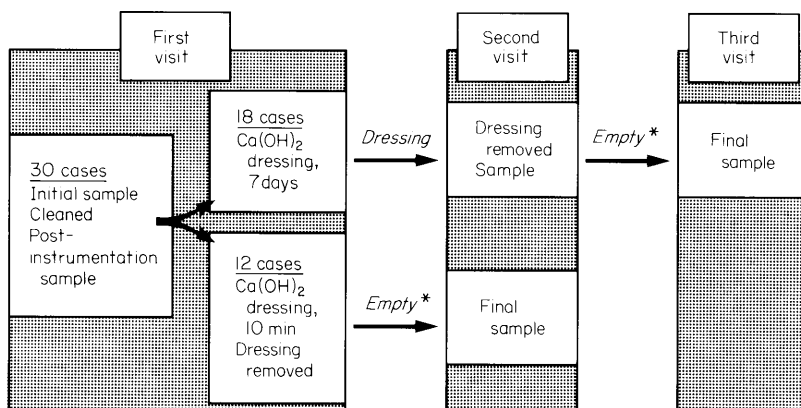 First
visit
Second
visit
Third
visit
30 cases
Initial sample
Cleaned
Post-
instrumentation
sample
18 cases
Ca(OH)₂
dressing,
7 days
12 cases
Ca(OH)₂
dressing,
10 min
Dressing
removed
Dressing
Empty *
Dressing
removed
Sample
Final
sample
Empty *
Final
sample